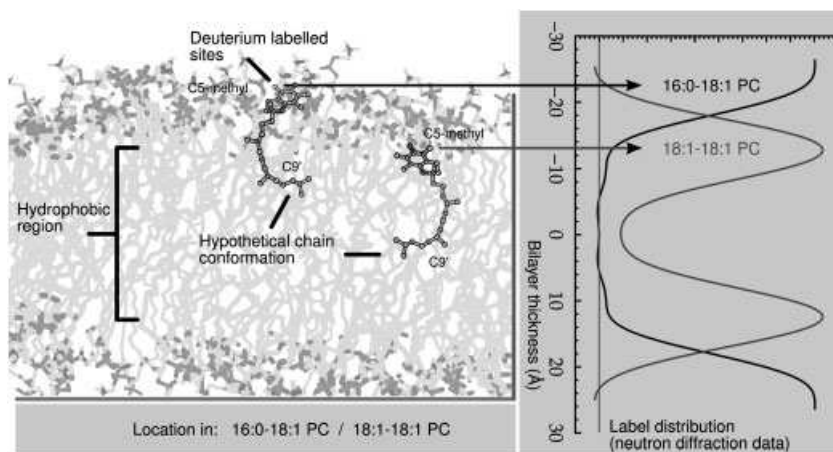 Deuterium labelled
sites
C5-methyl
C5-methyl
C9'
Hydrophobic
region
Hypothetical chain
conformation
C9'
Location in: 16:0-18:1 PC / 18:1-18:1 PC
-30
-20
-10
0
10
20
30
Bilayer thickness (Å)
16:0-18:1 PC
18:1-18:1 PC
Label distribution
(neutron diffraction data)